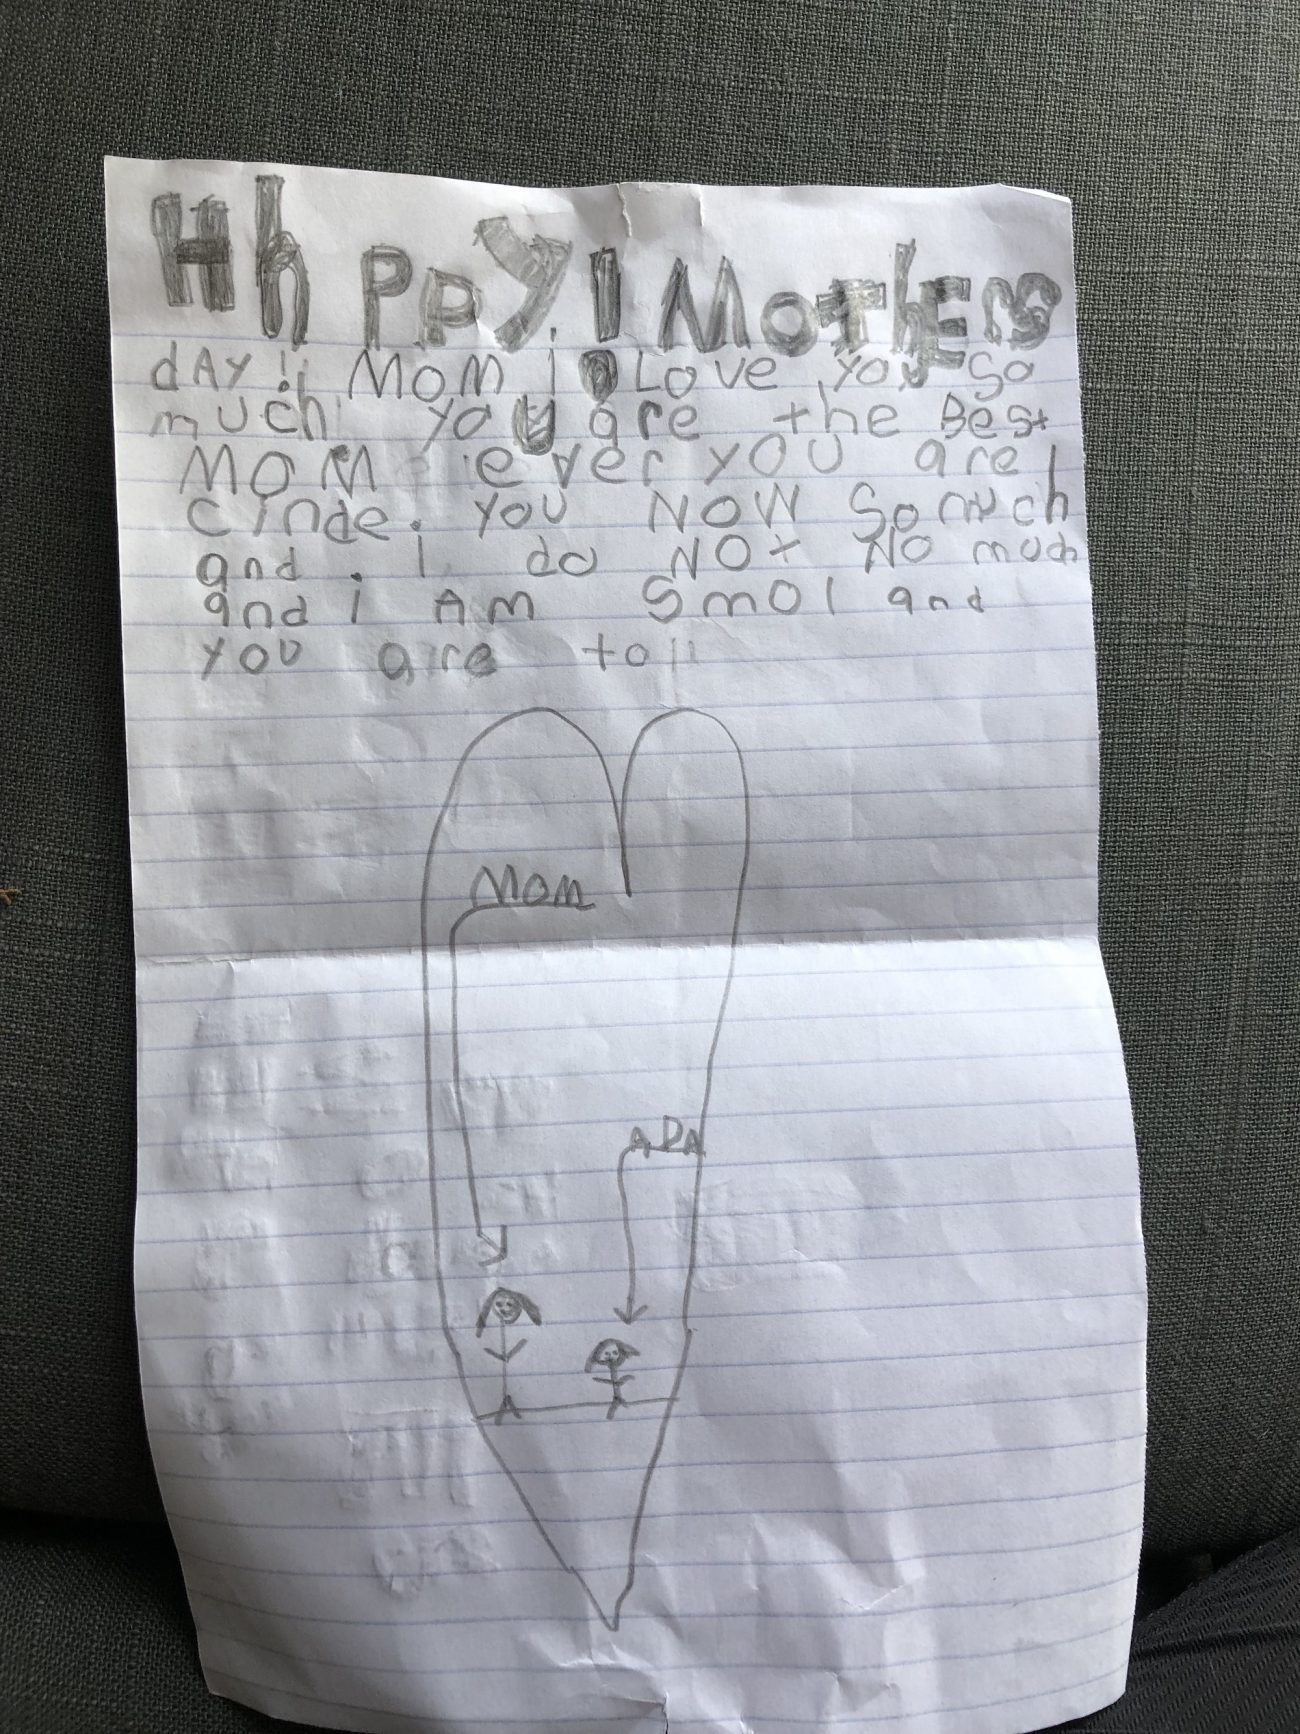 Hhppy! Mothers
dAY!i MOM i Love you So
much you are the Best
MOM ever you are
cinde. you NOW So much
and i do NOt No much
and i AM Smol and
you are toll
MOM
ADA